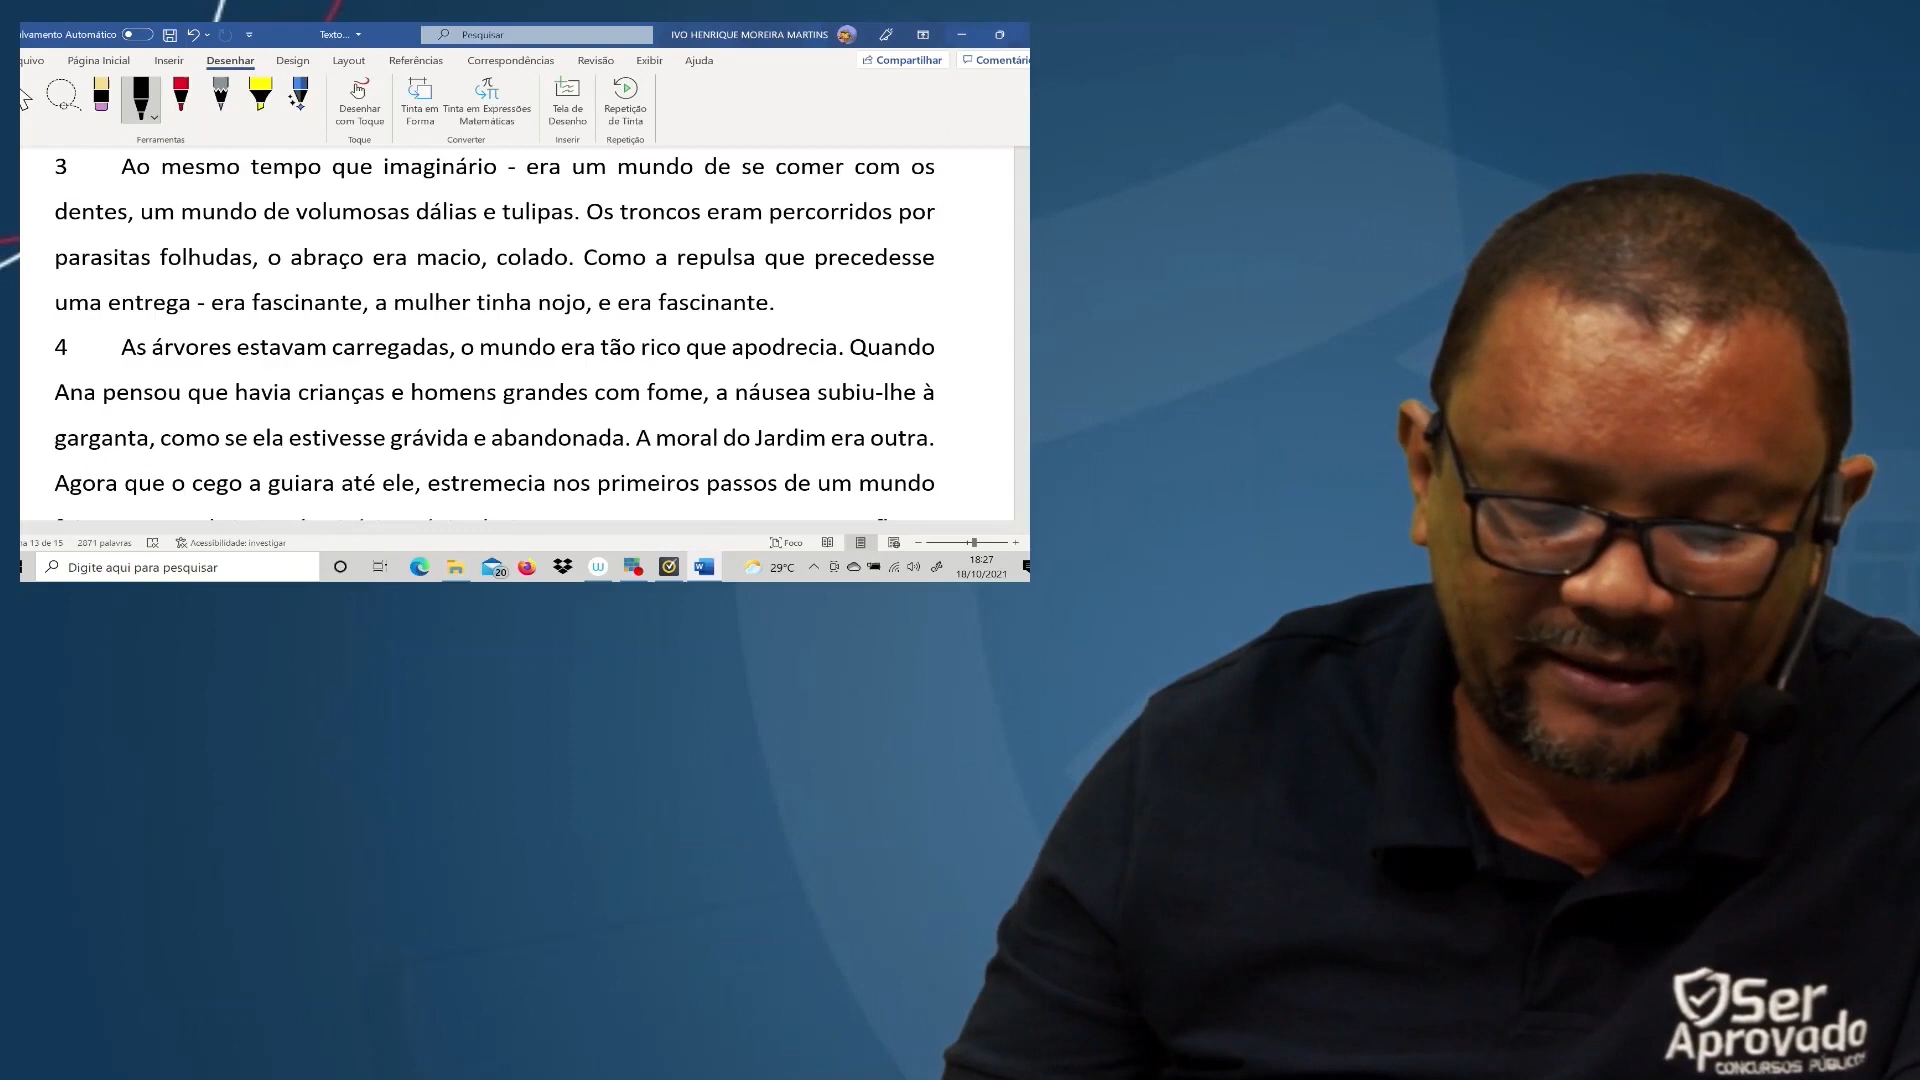 alvamento Automático
Texto...
Pesquisar
IVO HENRIQUE MOREIRA MARTINS
quivo Página Inicial Inserir Desenhar Design Layout Referências Correspondências Revisão Exibir Ajuda Compartilhar Comentário
Desenhar com Toque
Tinta em Forma
Tinta em Expressões Matemáticas
Tela de Desenho
Repetição de Tinta
Ferramentas Toque Converter Inserir Repetição
3 Ao mesmo tempo que imaginário - era um mundo de se comer com os
dentes, um mundo de volumosas dálias e tulipas. Os troncos eram percorridos por
parasitas folhudas, o abraço era macio, colado. Como a repulsa que precedesse
uma entrega - era fascinante, a mulher tinha nojo, e era fascinante.
4 As árvores estavam carregadas, o mundo era tão rico que apodrecia. Quando
Ana pensou que havia crianças e homens grandes com fome, a náusea subiu-lhe à
garganta, como se ela estivesse grávida e abandonada. A moral do Jardim era outra.
Agora que o cego a guiara até ele, estremecia nos primeiros passos de um mundo
na 13 de 15 2871 palavras Acessibilidade: investigar Foco
Digite aqui para pesquisar
20
29°C
18:27
18/10/2021
Ser
Aprovado
CONCURSOS PÚBLICOS